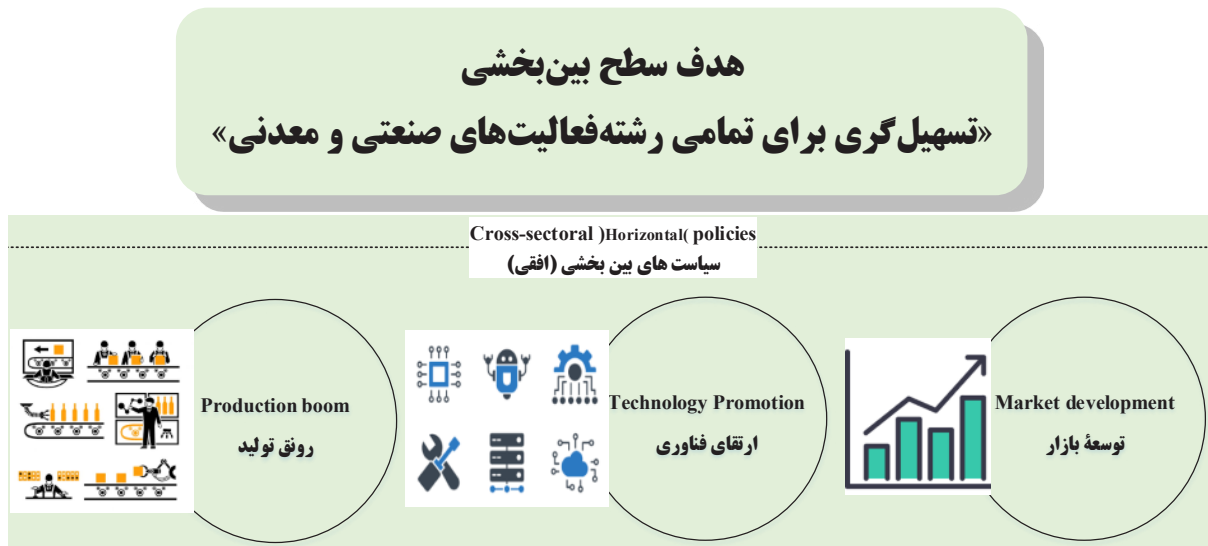 هدف سطح بین‌بخشی
«تسهیل‌گری برای تمامی رشته‌فعالیت‌های صنعتی و معدنی»
Cross-sectoral )Horizontal( policies
سیاست های بین بخشی (افقی)
Market development
توسعهٔ بازار
Technology Promotion
ارتقای فناوری
Production boom
رونق تولید